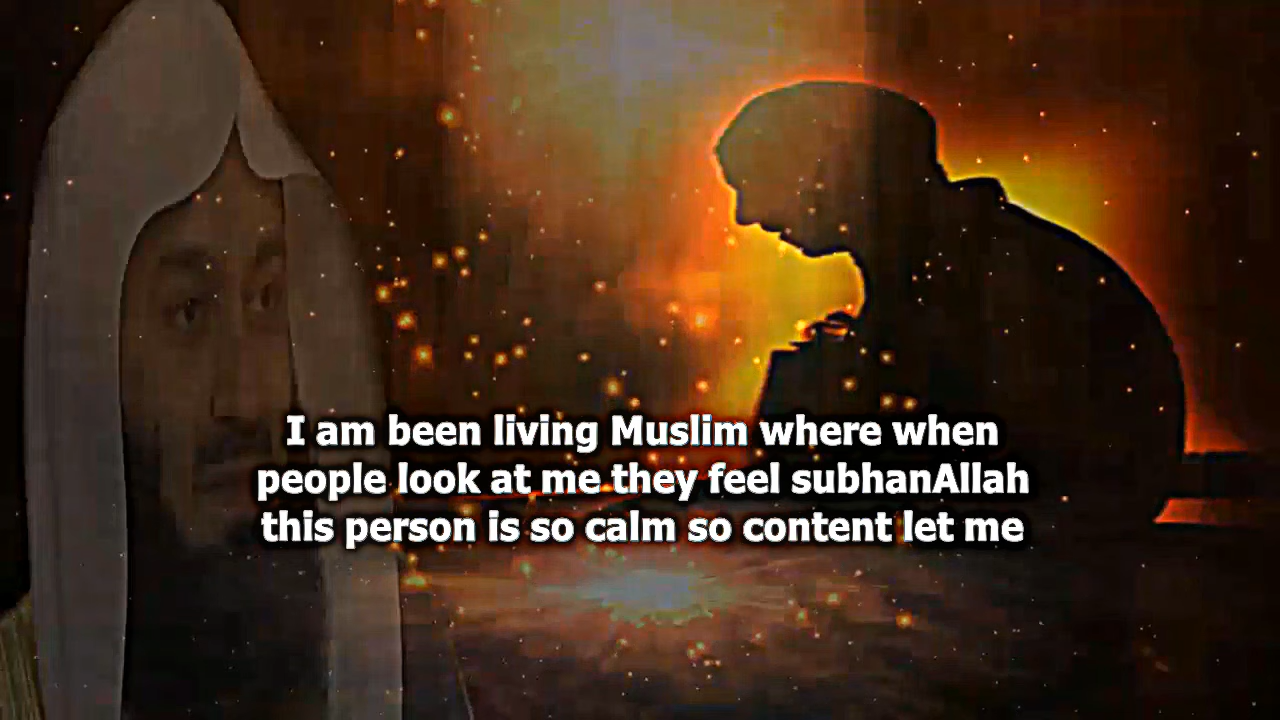 I am been living Muslim where when
people look at me they feel subhanAllah
this person is so calm so content let me